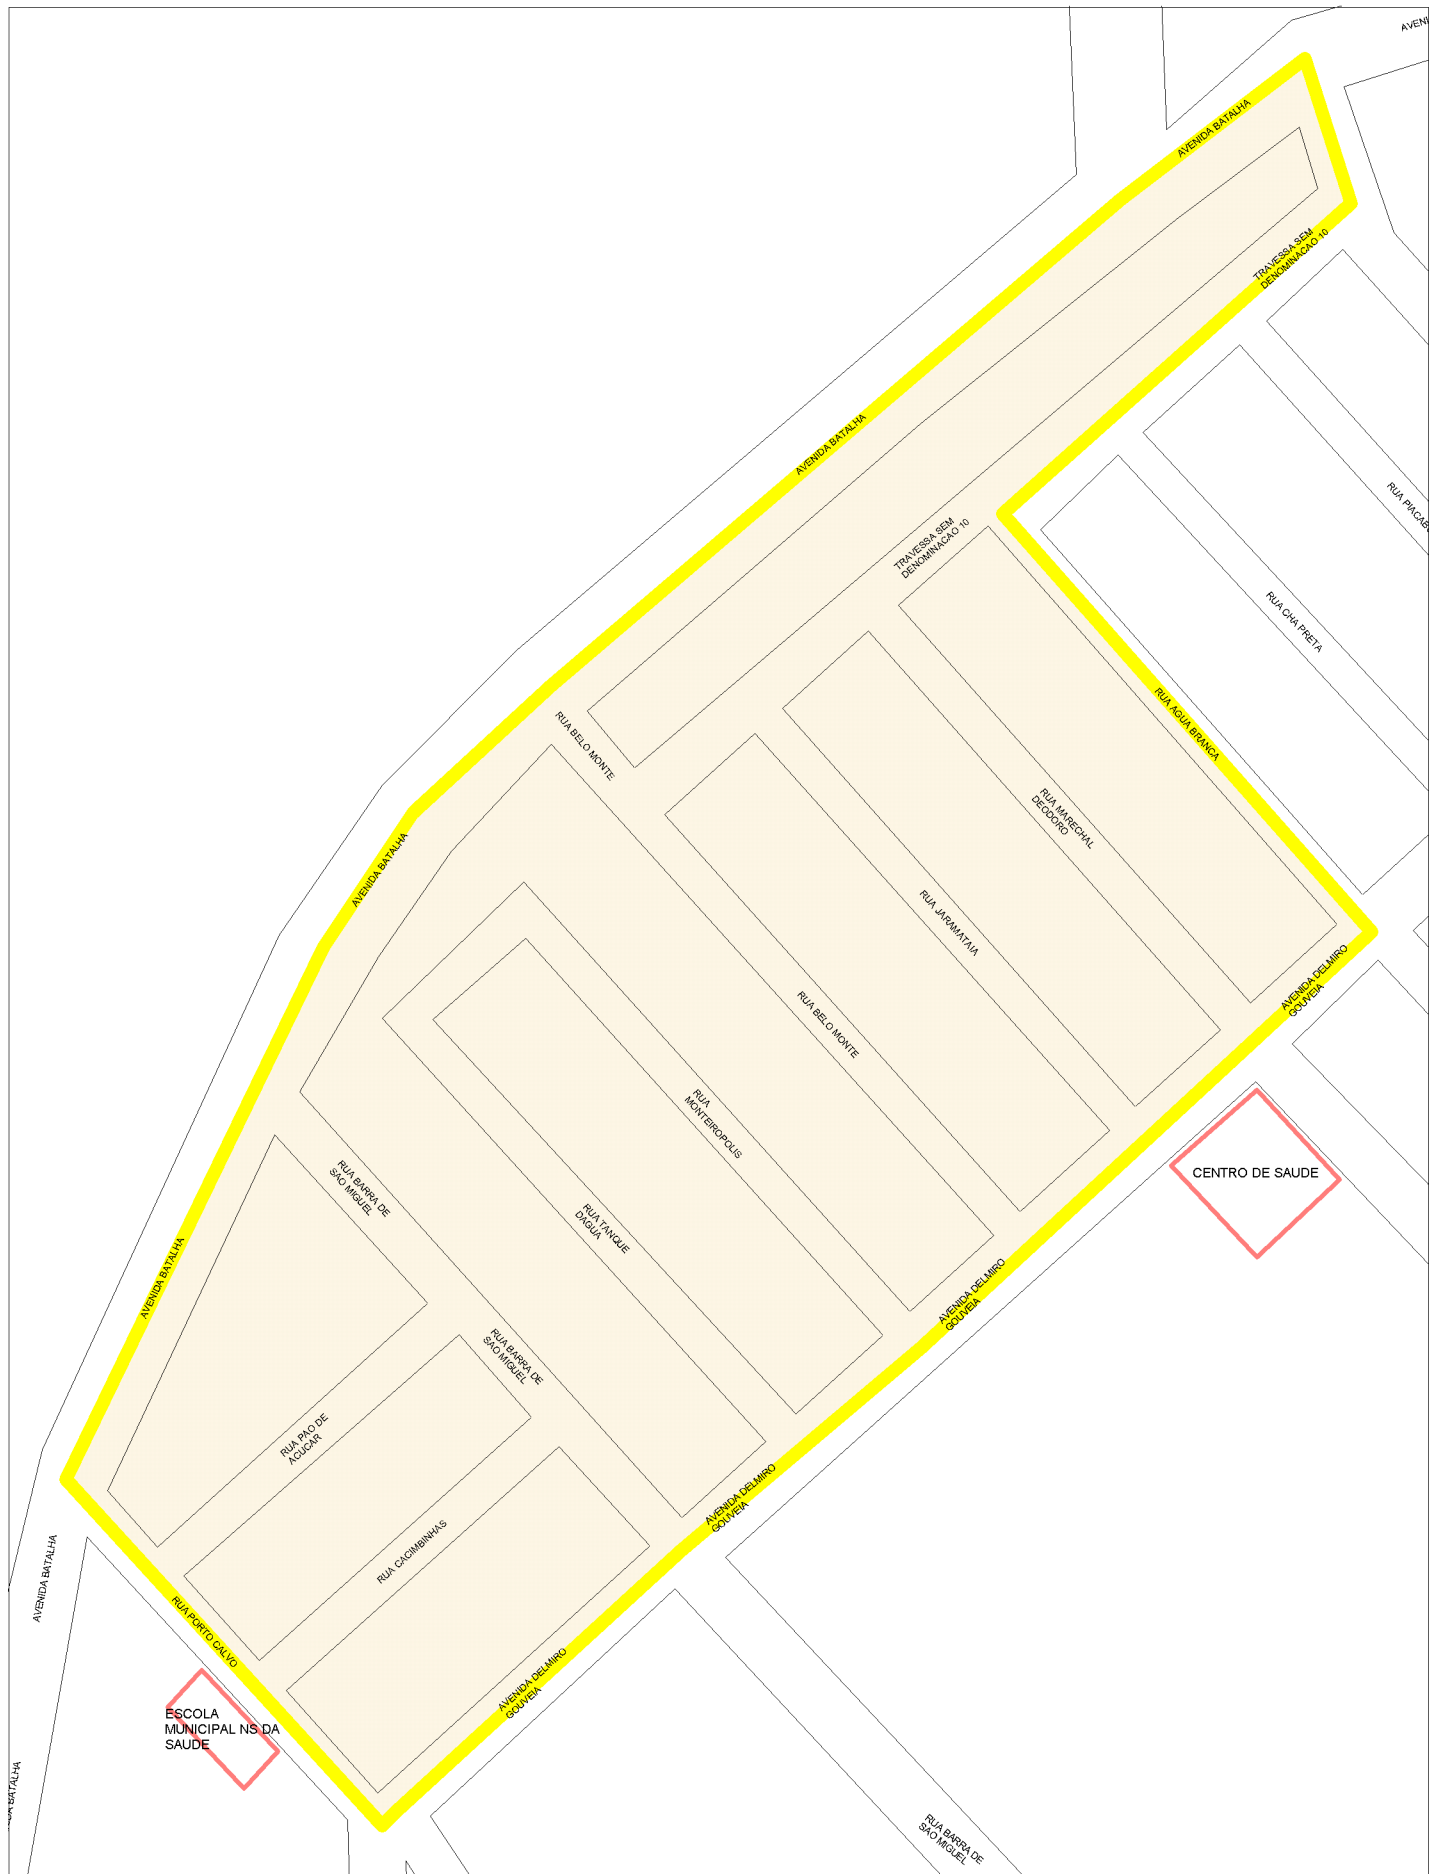 AVENI
AVENIDA BATALHA
TRAVESSA SEM
DENOMINACAO 10
AVENIDA BATALHA
RUA PIACAB
TRAVESSA SEM
DENOMINACAO 10
RUA CHA PRETA
RUA AGUA BRANCA
RUA BELO MONTE
RUA MARECHAL
DEODORO
AVENIDA BATALHA
RUA JARAMATAIA
AVENIDA DELMIRO
GOUVEIA
RUA BELO MONTE
RUA
MONTEIROPOLIS
CENTRO DE SAUDE
RUA BARRA DE
SAO MIGUEL
RUA TANQUE
DAGUA
AVENIDA BATALHA
AVENIDA DELMIRO
GOUVEIA
RUA BARRA DE
SAO MIGUEL
RUA PAO DE
ACUCAR
AVENIDA DELMIRO
GOUVEIA
RUA CACIMBINHAS
AVENIDA BATALHA
RUA PORTO CALVO
AVENIDA DELMIRO
GOUVEIA
ESCOLA
MUNICIPAL NS DA
SAUDE
NIDA BATALHA
RUA BARRA DE
SAO MIGUEL